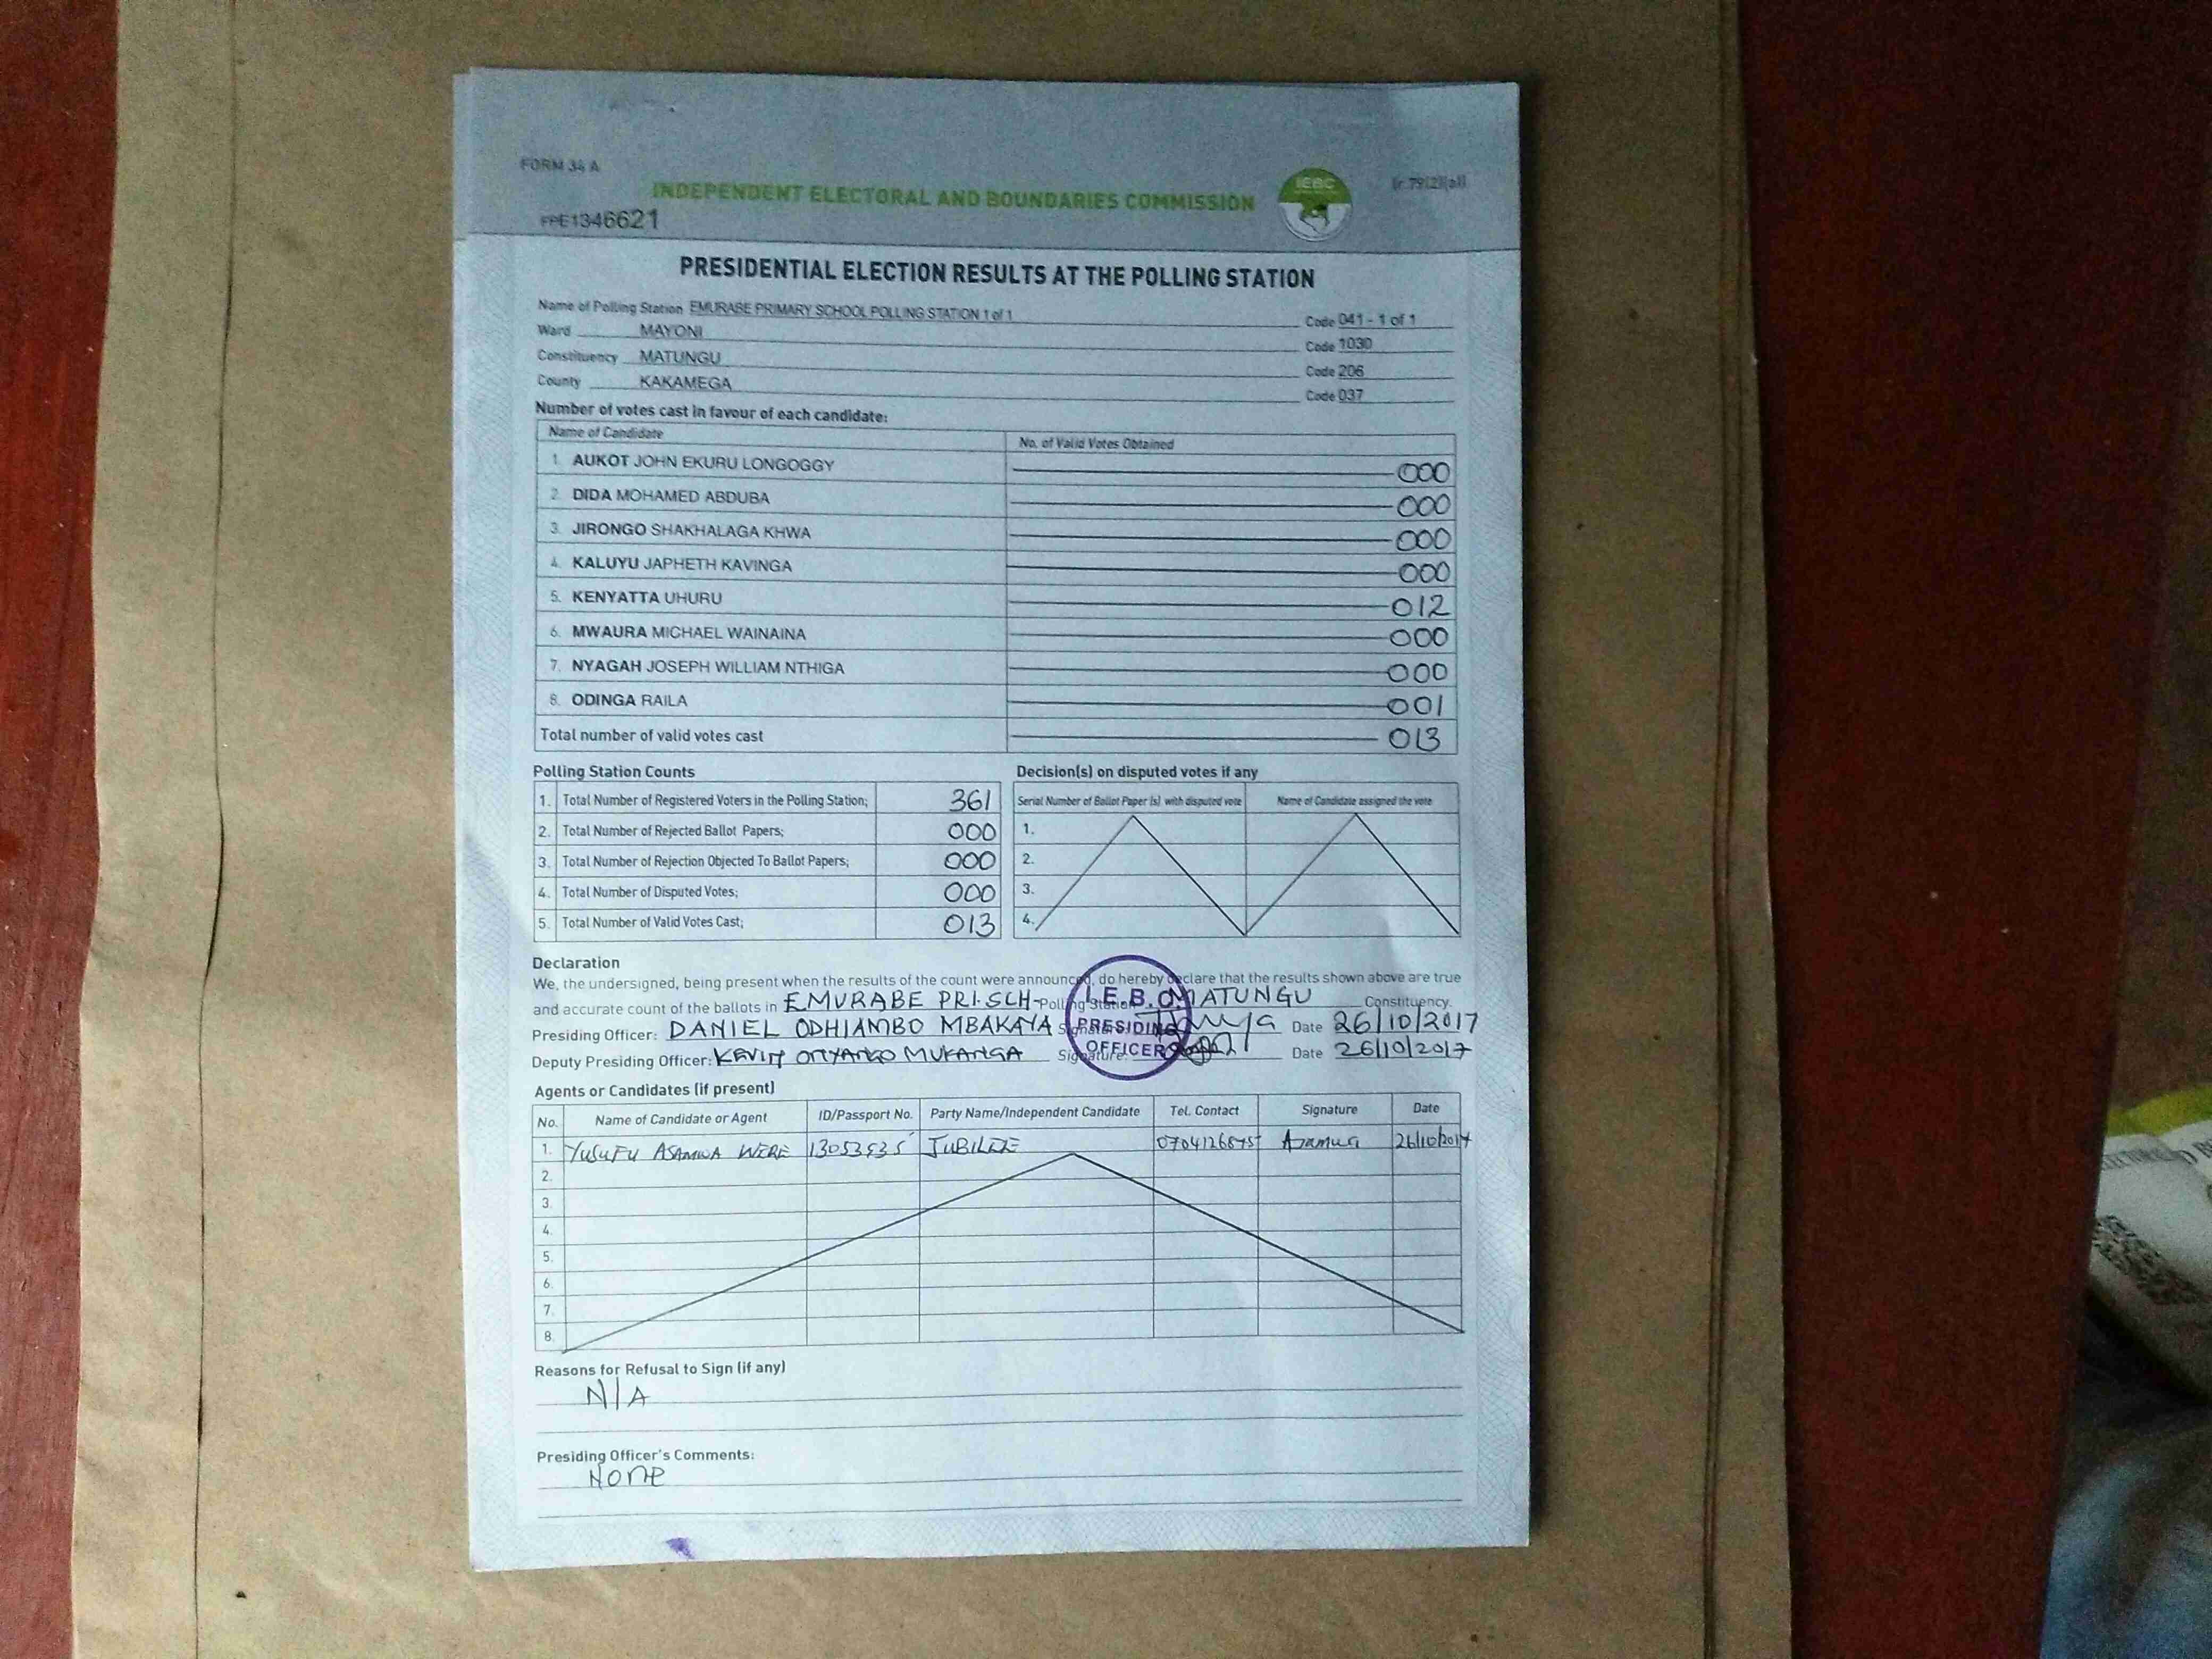 FORM 34 A
INDEPENDENT ELECTORAL AND BOUNDARIES COMMISSION
IEBC
(r.79(2)(a))
FPE1346621
PRESIDENTIAL ELECTION RESULTS AT THE POLLING STATION
Name of Polling Station EMURABE PRIMARY SCHOOL POLLING STATION 1 of 1 Code 041 - 1 of 1
Ward MAYONI Code 1030
Constituency MATUNGU Code 206
County KAKAMEGA Code 037
Number of votes cast in favour of each candidate:
Name of Candidate No. of Valid Votes Obtained
1. AUKOT JOHN EKURU LONGOGGY 000
2. DIDA MOHAMED ABDUBA 000
3. JIRONGO SHAKHALAGA KHWA 000
4. KALUYU JAPHETH KAVINGA 000
5. KENYATTA UHURU 012
6. MWAURA MICHAEL WAINAINA 000
7. NYAGAH JOSEPH WILLIAM NTHIGA 000
8. ODINGA RAILA 001
Total number of valid votes cast 013
Polling Station Counts
1. Total Number of Registered Voters in the Polling Station; 361
2. Total Number of Rejected Ballot Papers; 000
3. Total Number of Rejection Objected To Ballot Papers; 000
4. Total Number of Disputed Votes; 000
5. Total Number of Valid Votes Cast; 013
Decision(s) on disputed votes if any
Serial Number of Ballot Paper (s) with disputed vote Name of Candidate assigned the vote
1.
2.
3.
4.
Declaration
We, the undersigned, being present when the results of the count were announced, do hereby declare that the results shown above are true
and accurate count of the ballots in EMURABE PRI. SCH Polling Station MATUNGU Constituency.
Presiding Officer: DANIEL ODHIAMBO MBAKAYA Signature: Date 26/10/2017
Deputy Presiding Officer: KEVIN ONYANGO MUKANGA Signature: Date 26/10/2017
I.E.B.C
PRESIDING
OFFICER
Agents or Candidates (if present)
No. Name of Candidate or Agent ID/Passport No. Party Name/Independent Candidate Tel. Contact Signature Date
1. YUSUFU ASAMWA WERE JUBILEE 26/10/2017
2.
3.
4.
5.
6.
7.
8.
Reasons for Refusal to Sign (if any)
N/A
Presiding Officer's Comments:
None